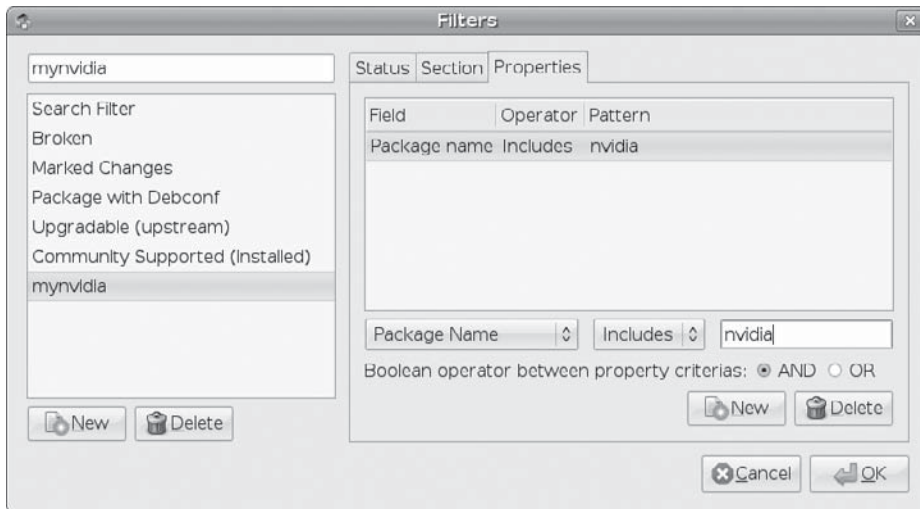 Filters
mynvidia
Search Filter
Broken
Marked Changes
Package with Debconf
Upgradable (upstream)
Community Supported (installed)
mynvidia
New
Delete
Status
Section
Properties
Field Operator Pattern
Package name Includes nvidia
Package Name Includes nvidia
Boolean operator between property criterias: AND OR
New
Delete
Cancel
OK